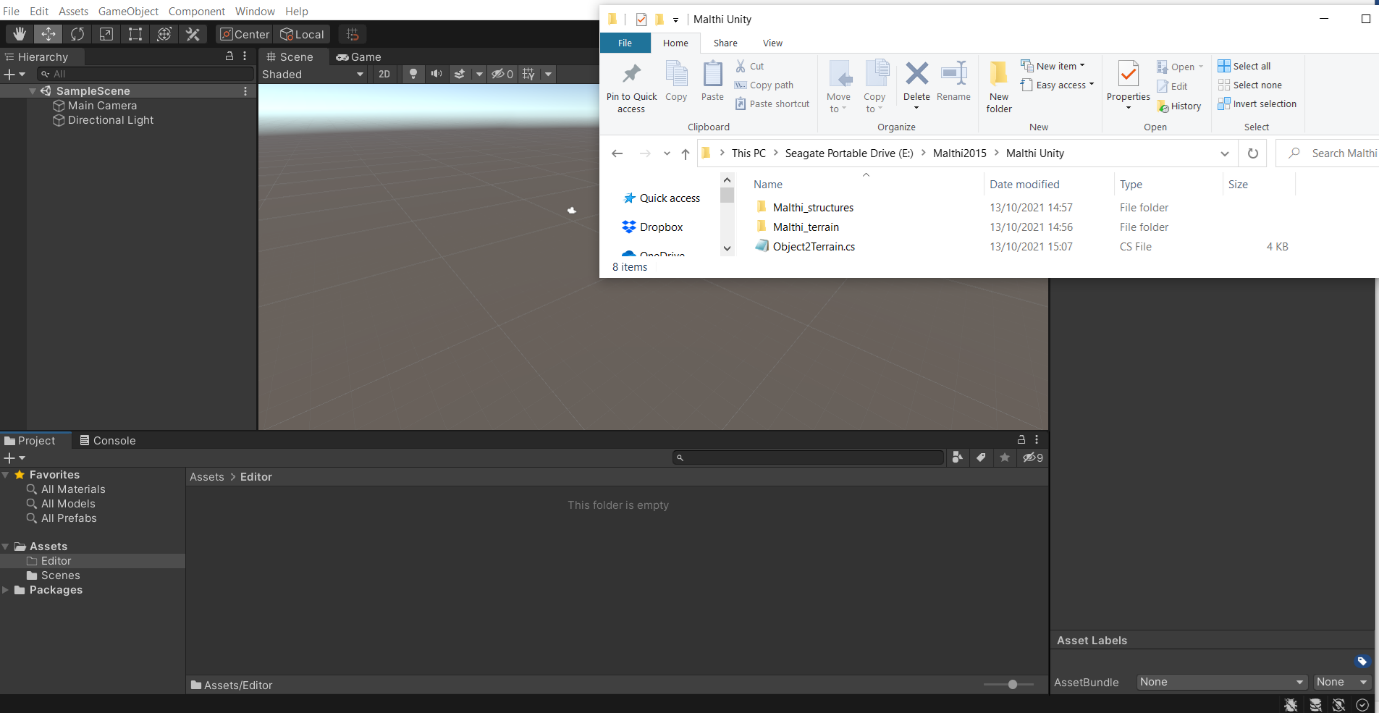 File Edit Assets GameObject Component Window Help
Center Local
Hierarchy
All
SampleScene
Main Camera
Directional Light
Scene Game
Shaded 2D 0
Malthi Unity
File Home Share View
Pin to Quick access
Copy
Paste
Cut
Copy path
Paste shortcut
Clipboard
Move to
Copy to
Delete
Rename
Organize
New folder
New item
Easy access
New
Properties
Open
Edit
History
Open
Select all
Select none
Invert selection
Select
This PC > Seagate Portable Drive (E:) > Malthi2015 > Malthi Unity
Search Malthi
Quick access
Dropbox
OneDrive
Name Date modified Type Size
Malthi_structures 13/10/2021 14:57 File folder
Malthi_terrain 13/10/2021 14:56 File folder
Object2Terrain.cs 13/10/2021 15:07 CS File 4 KB
8 items
Project Console
9
Favorites
All Materials
All Models
All Prefabs
Assets
Editor
Scenes
Packages
Assets > Editor
This folder is empty
Assets/Editor
Asset Labels
AssetBundle None None